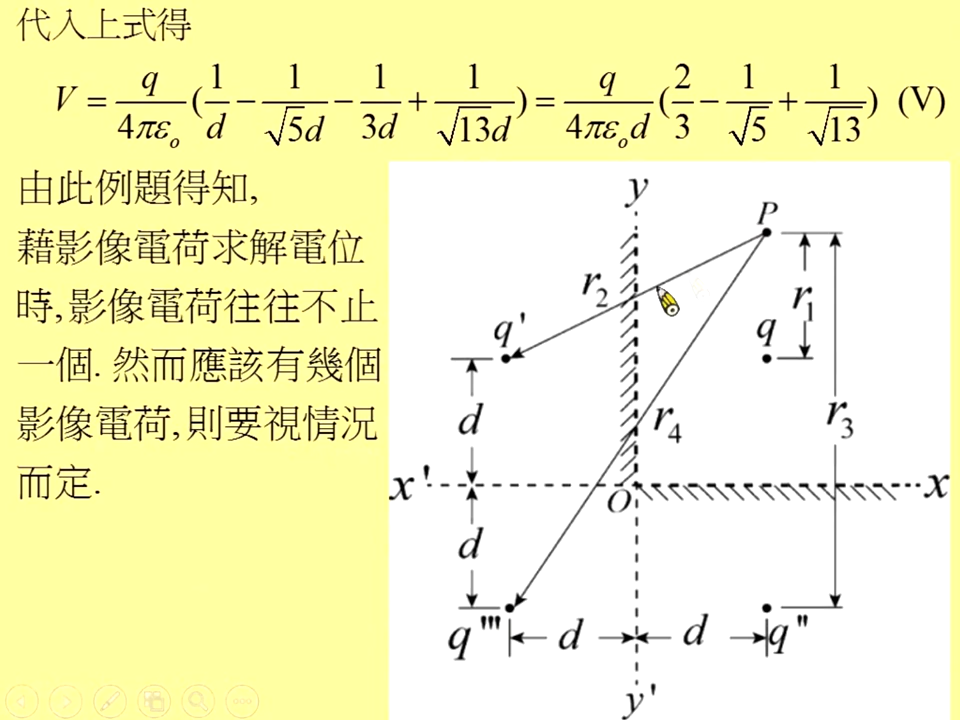 代入上式得
V = q/4πε₀ (1/d − 1/√5d − 1/3d + 1/√13d) = q/4πε₀d (2/3 − 1/√5 + 1/√13) (V)
由此例題得知,
藉影像電荷求解電位
時,影像電荷往往不止
一個. 然而應該有幾個
影像電荷,則要視情況
而定.
y
P
r₂
r₁
q'
q
d
r₄
r₃
x'
O
x
d
q'''
d
d
q''
y'